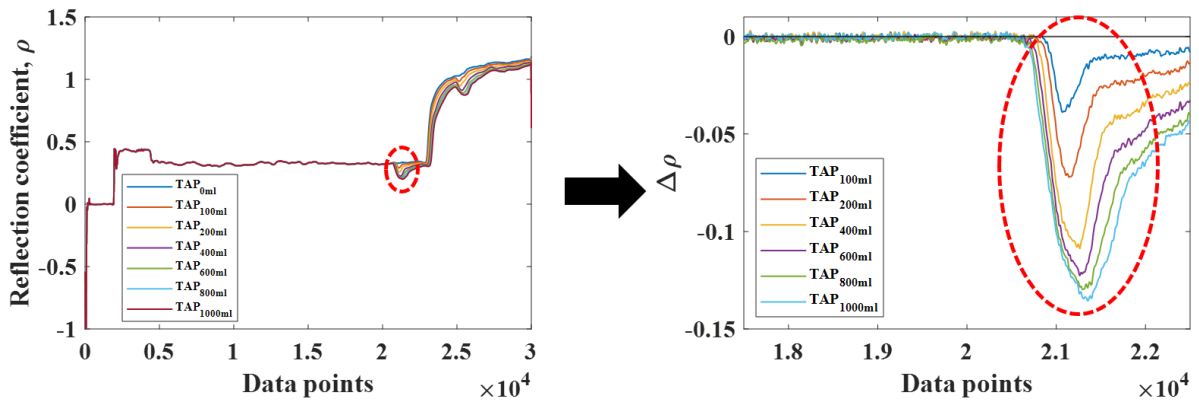 Reflection coefficient, ρ
1.5
1
0.5
0
-0.5
-1
TAP0ml
TAP100ml
TAP200ml
TAP400ml
TAP600ml
TAP800ml
TAP1000ml
0 0.5 1 1.5 2 2.5 3
Data points
×10^4
Δρ
0
-0.05
-0.1
-0.15
TAP100ml
TAP200ml
TAP400ml
TAP600ml
TAP800ml
TAP1000ml
1.8 1.9 2 2.1 2.2
Data points
×10^4